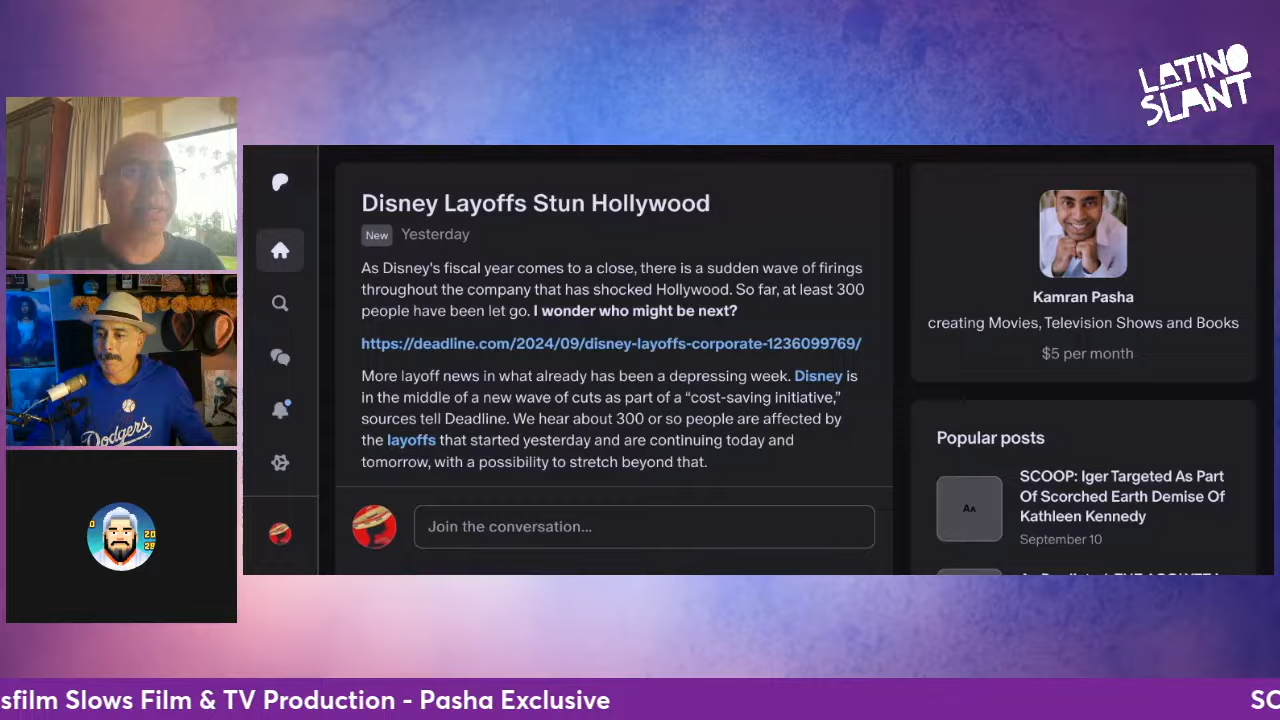 LATINO
SLANT
Disney Layoffs Stun Hollywood
New Yesterday
As Disney's fiscal year comes to a close, there is a sudden wave of firings
throughout the company that has shocked Hollywood. So far, at least 300
people have been let go. I wonder who might be next?
https://deadline.com/2024/09/disney-layoffs-corporate-1236099769/
More layoff news in what already has been a depressing week. Disney is
in the middle of a new wave of cuts as part of a “cost-saving initiative,”
sources tell Deadline. We hear about 300 or so people are affected by
the layoffs that started yesterday and are continuing today and
tomorrow, with a possibility to stretch beyond that.
Join the conversation...
Kamran Pasha
creating Movies, Television Shows and Books
$5 per month
Popular posts
Aa
SCOOP: Iger Targeted As Part
Of Scorched Earth Demise Of
Kathleen Kennedy
September 10
Dodgers
0
20
28
sfilm Slows Film & TV Production - Pasha Exclusive
SC